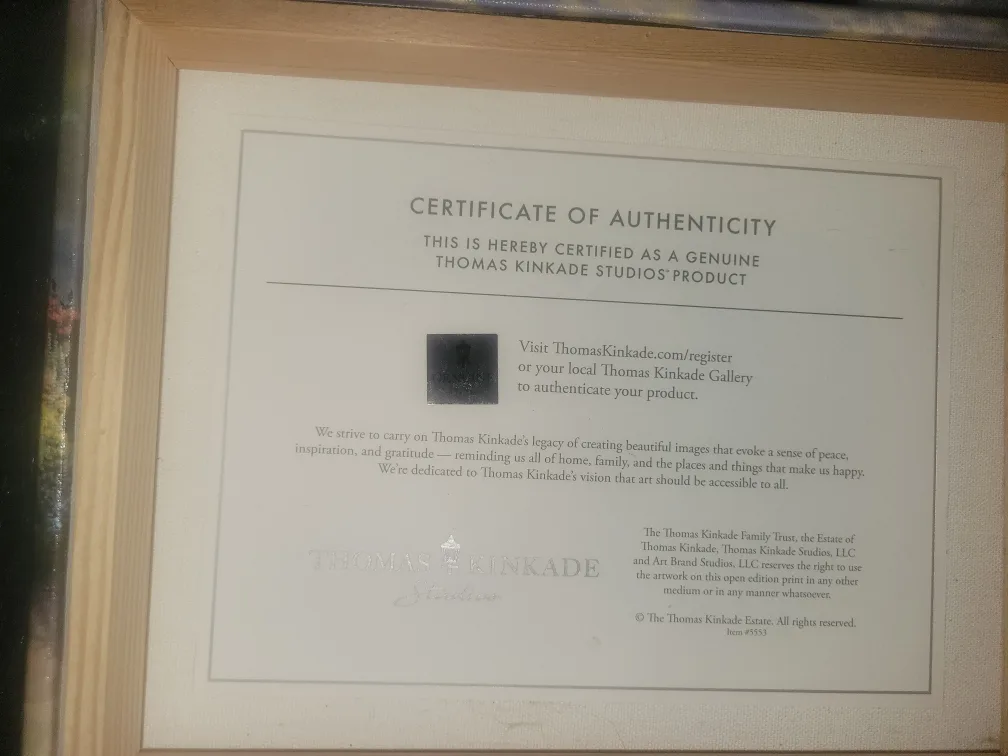 CERTIFICATE OF AUTHENTICITY
THIS IS HEREBY CERTIFIED AS A GENUINE
THOMAS KINKADE STUDIOS® PRODUCT
Visit ThomasKinkade.com/register
or your local Thomas Kinkade Gallery
to authenticate your product.
We strive to carry on Thomas Kinkade's legacy of creating beautiful images that evoke a sense of peace,
inspiration, and gratitude — reminding us all of home, family, and the places and things that make us happy.
We're dedicated to Thomas Kinkade's vision that art should be accessible to all.
THOMAS KINKADE
Studios
The Thomas Kinkade Family Trust, the Estate of
Thomas Kinkade, Thomas Kinkade Studios, LLC
and Art Brand Studios, LLC reserves the right to use
the artwork on this open edition print in any other
medium or in any manner whatsoever.
© The Thomas Kinkade Estate. All rights reserved.
Item #5553